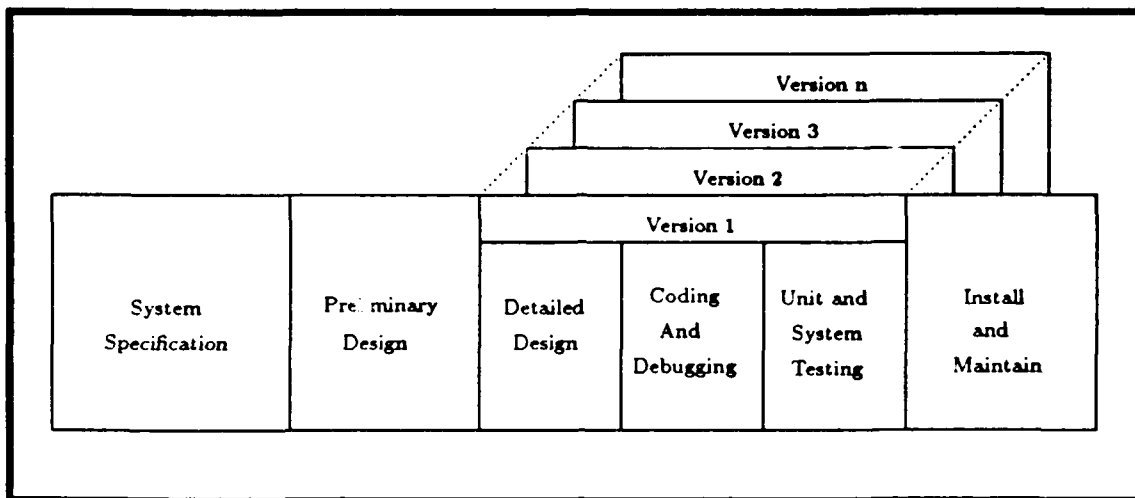 Version n
Version 3
Version 2
Version 1
System
Specification
Preliminary
Design
Detailed
Design
Coding
And
Debugging
Unit and
System
Testing
Install
and
Maintain